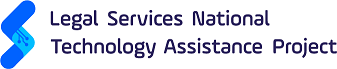 Legal Services National
Technology Assistance Project